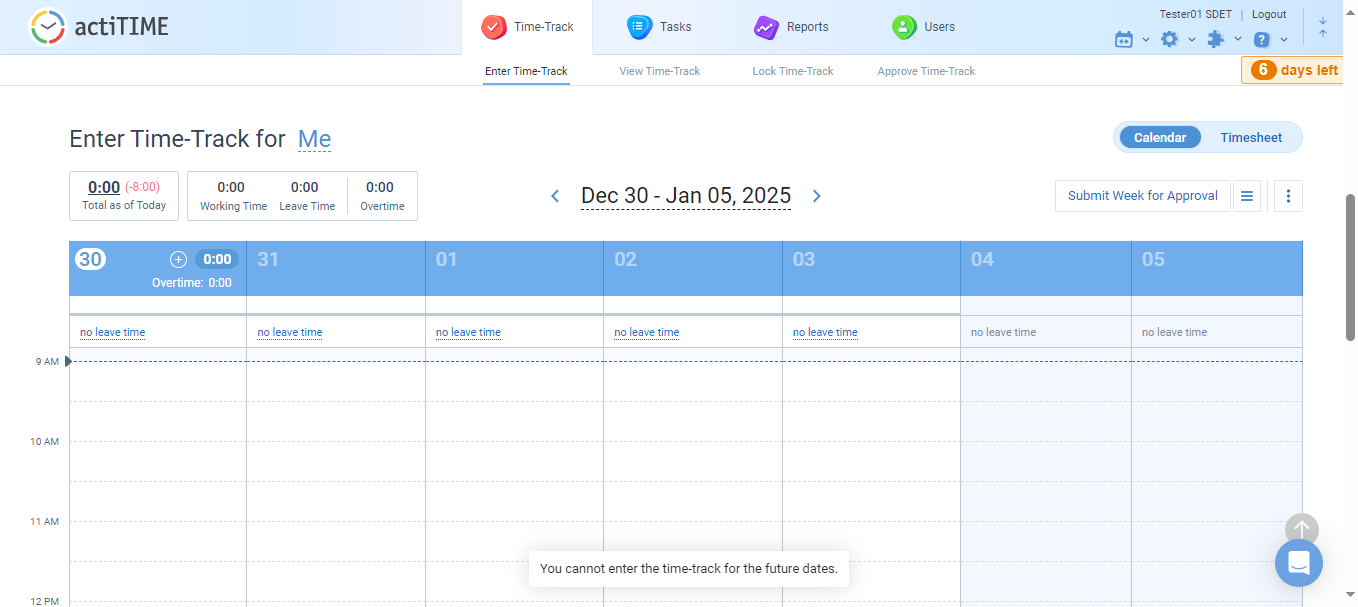 actiTIME
Time-Track
Tasks
Reports
Users
Tester01 SDET | Logout
?
Enter Time-Track
View Time-Track
Lock Time-Track
Approve Time-Track
6 days left
Enter Time-Track for Me
Calendar
Timesheet
0:00 (-8:00)
Total as of Today
0:00
Working Time
0:00
Leave Time
0:00
Overtime
Dec 30 - Jan 05, 2025
Submit Week for Approval
30
0:00
Overtime: 0:00
31
01
02
03
04
05
no leave time
no leave time
no leave time
no leave time
no leave time
no leave time
no leave time
9 AM
10 AM
11 AM
12 PM
You cannot enter the time-track for the future dates.